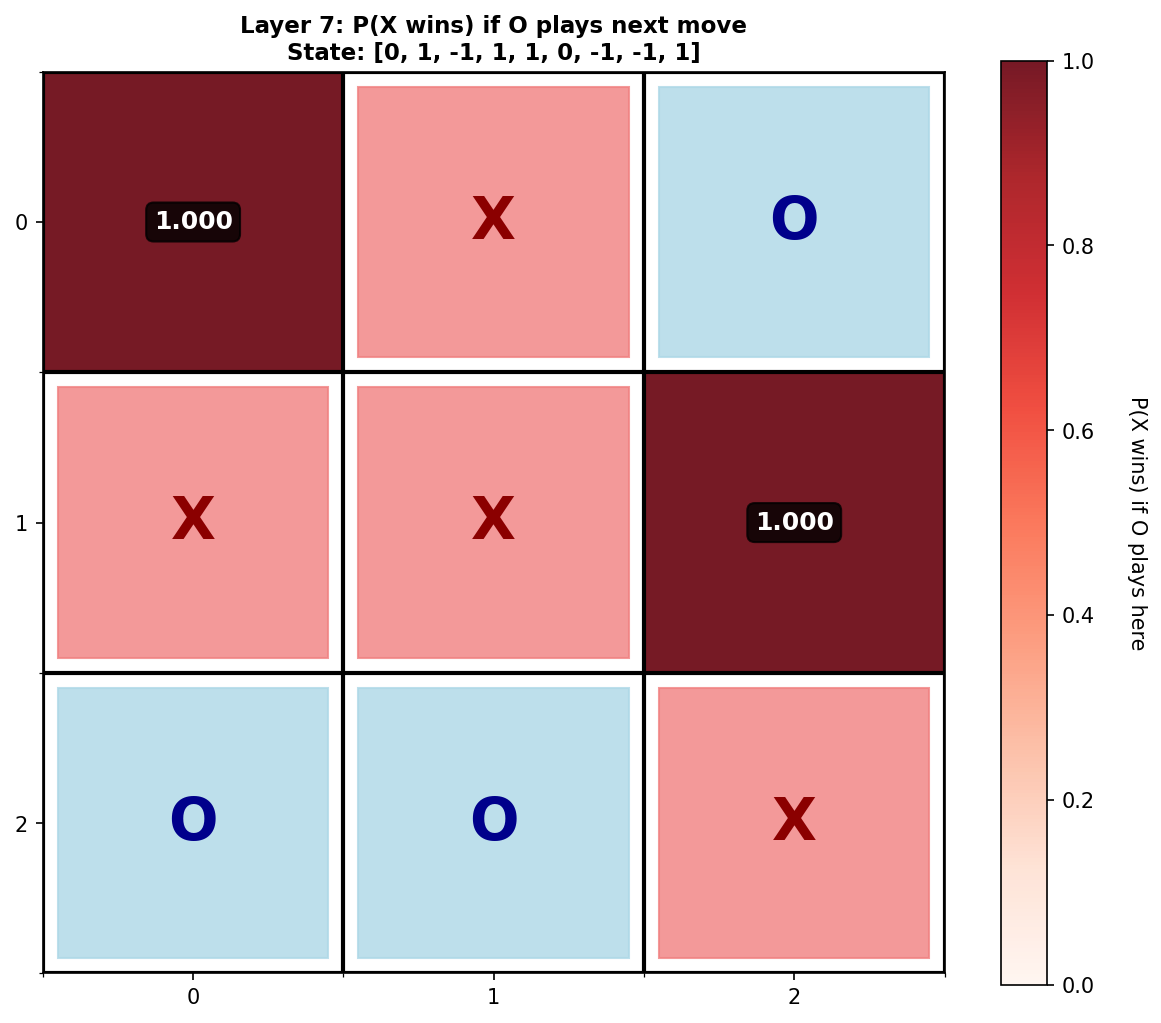 Layer 7: P(X wins) if O plays next move
State: [0, 1, -1, 1, 1, 0, -1, -1, 1]
0
1.000
X
O
1
X
X
1.000
2
O
O
X
0
1
2
1.0
0.8
0.6
0.4
0.2
0.0
P(X wins) if O plays here